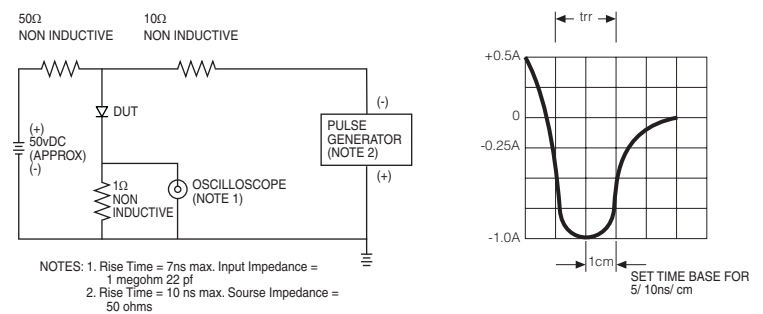 50Ω
NON INDUCTIVE
10Ω
NON INDUCTIVE
DUT
(+)
50vDC
(APPROX)
(-)
1Ω
NON
INDUCTIVE
OSCILLOSCOPE
(NOTE 1)
(-)
PULSE
GENERATOR
(NOTE 2)
(+)
NOTES: 1. Rise Time = 7ns max. Input Impedance =
1 megohm 22 pf
2. Rise Time = 10 ns max. Sourse Impedance =
50 ohms
trr
+0.5A
0
-0.25A
-1.0A
1cm
SET TIME BASE FOR
5/ 10ns/ cm